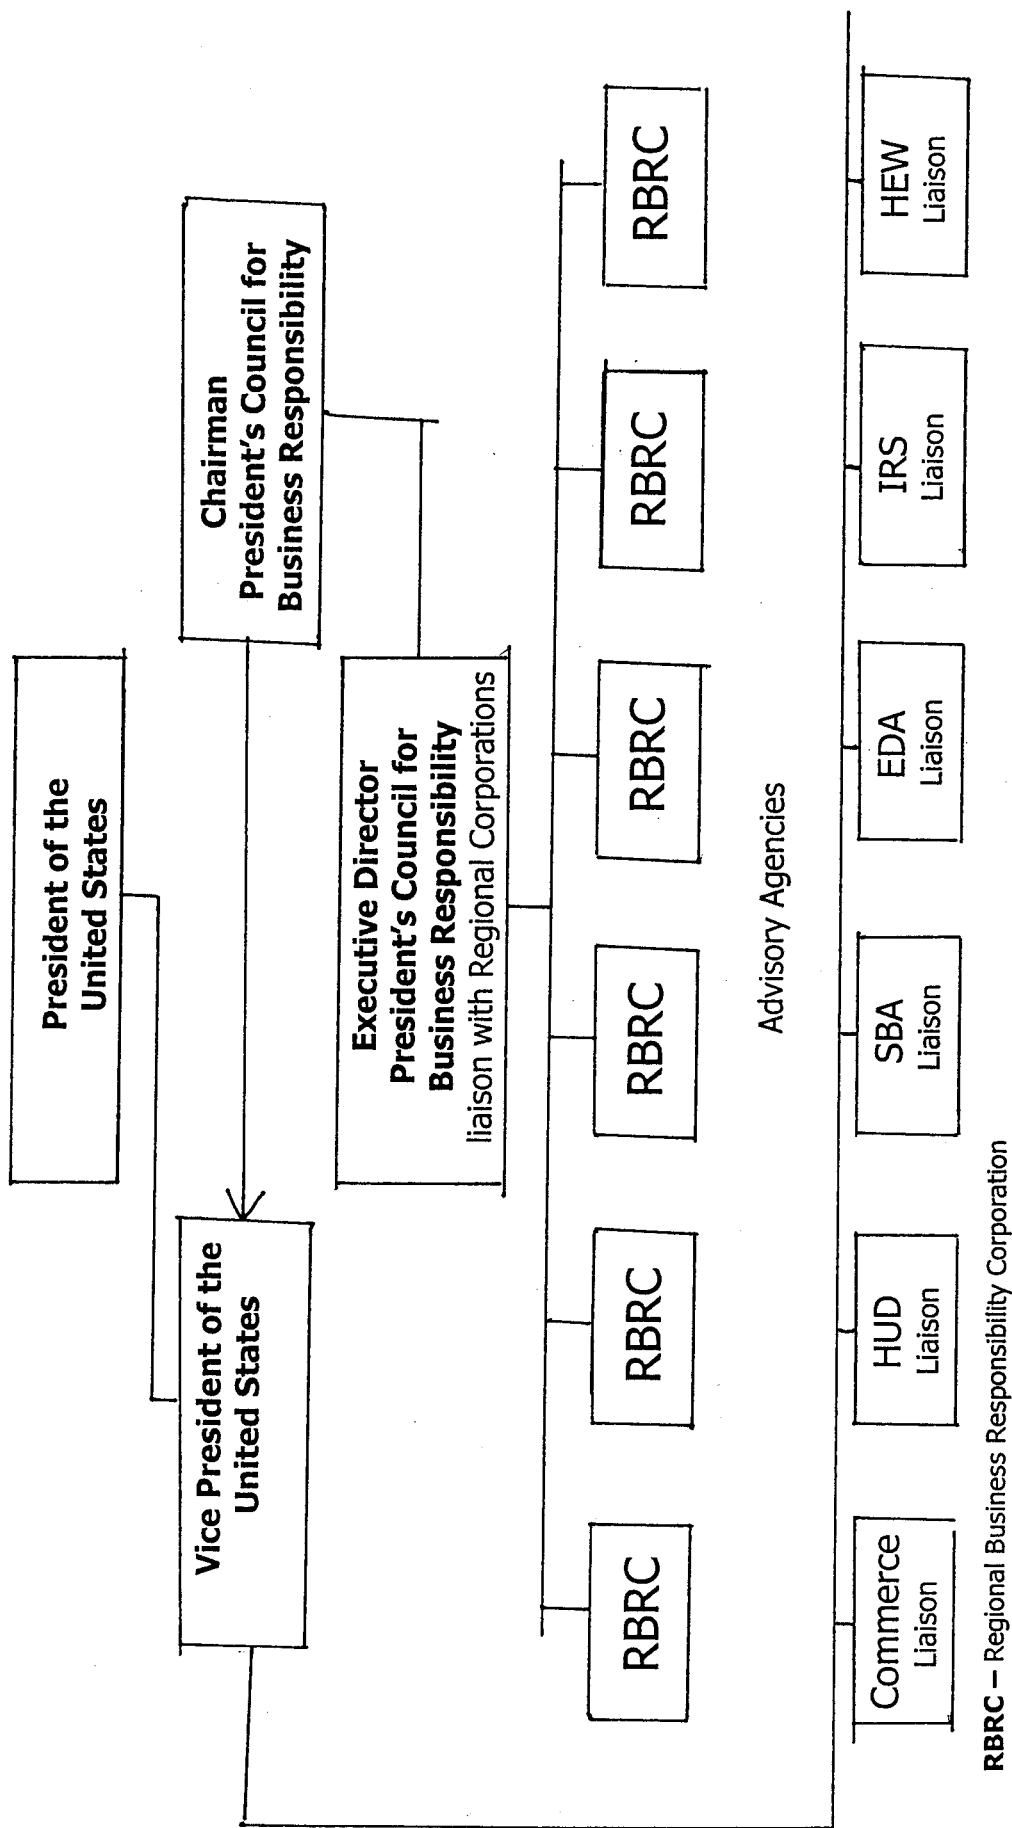 President of the
United States
Vice President of the
United States
Chairman
President's Council for
Business Responsibility
Executive Director
President's Council for
Business Responsibility
liaison with Regional Corporations
RBRC
RBRC
RBRC
RBRC
RBRC
RBRC
Advisory Agencies
Commerce
Liaison
HUD
Liaison
SBA
Liaison
EDA
Liaison
IRS
Liaison
HEW
Liaison
RBRC – Regional Business Responsibility Corporation